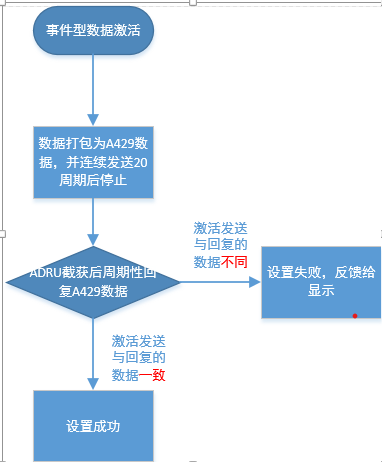 事件型数据激活
数据打包为A429数
据，并连续发送20
周期后停止
激活发送
与回复的
数据不同
ADRU截获后周期性回
复A429数据
设置失败，反馈给
显示
激活发送
与回复的
数据一致
设置成功